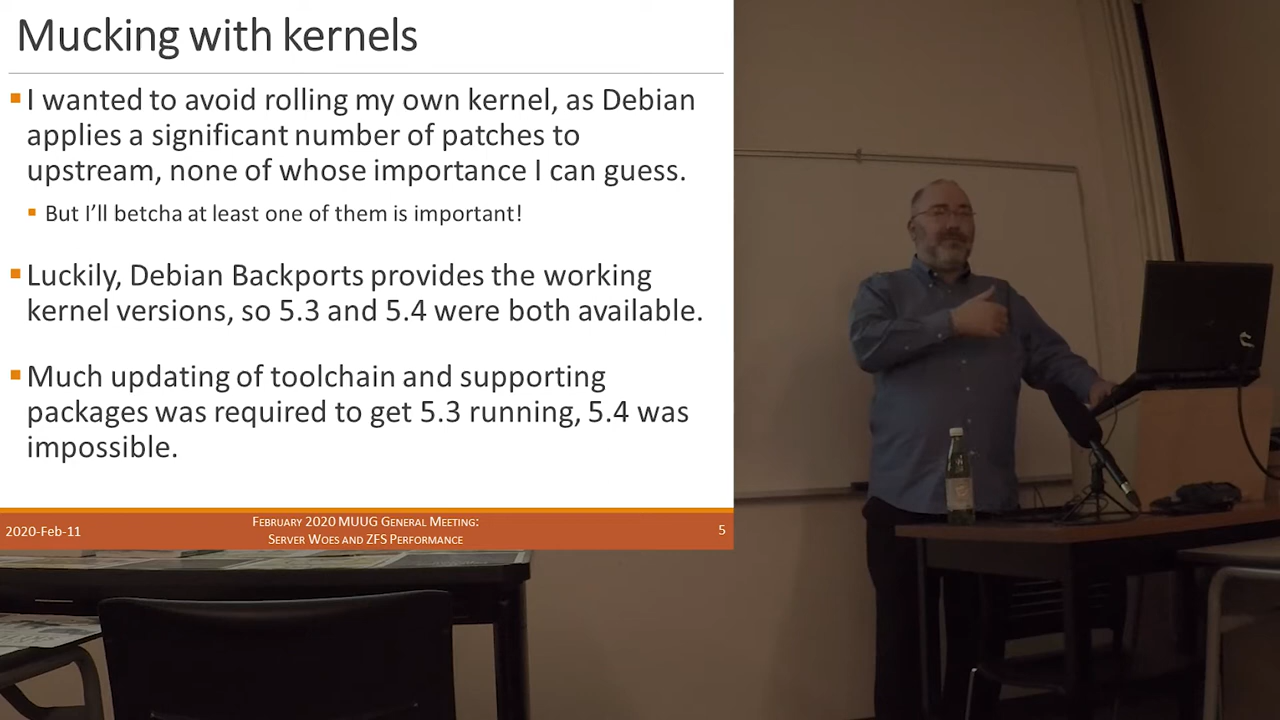 Mucking with kernels
I wanted to avoid rolling my own kernel, as Debian
applies a significant number of patches to
upstream, none of whose importance I can guess.
But I'll betcha at least one of them is important!
Luckily, Debian Backports provides the working
kernel versions, so 5.3 and 5.4 were both available.
Much updating of toolchain and supporting
packages was required to get 5.3 running, 5.4 was
impossible.
2020-Feb-11
February 2020 MUUG General Meeting:
Server Woes and ZFS Performance
5